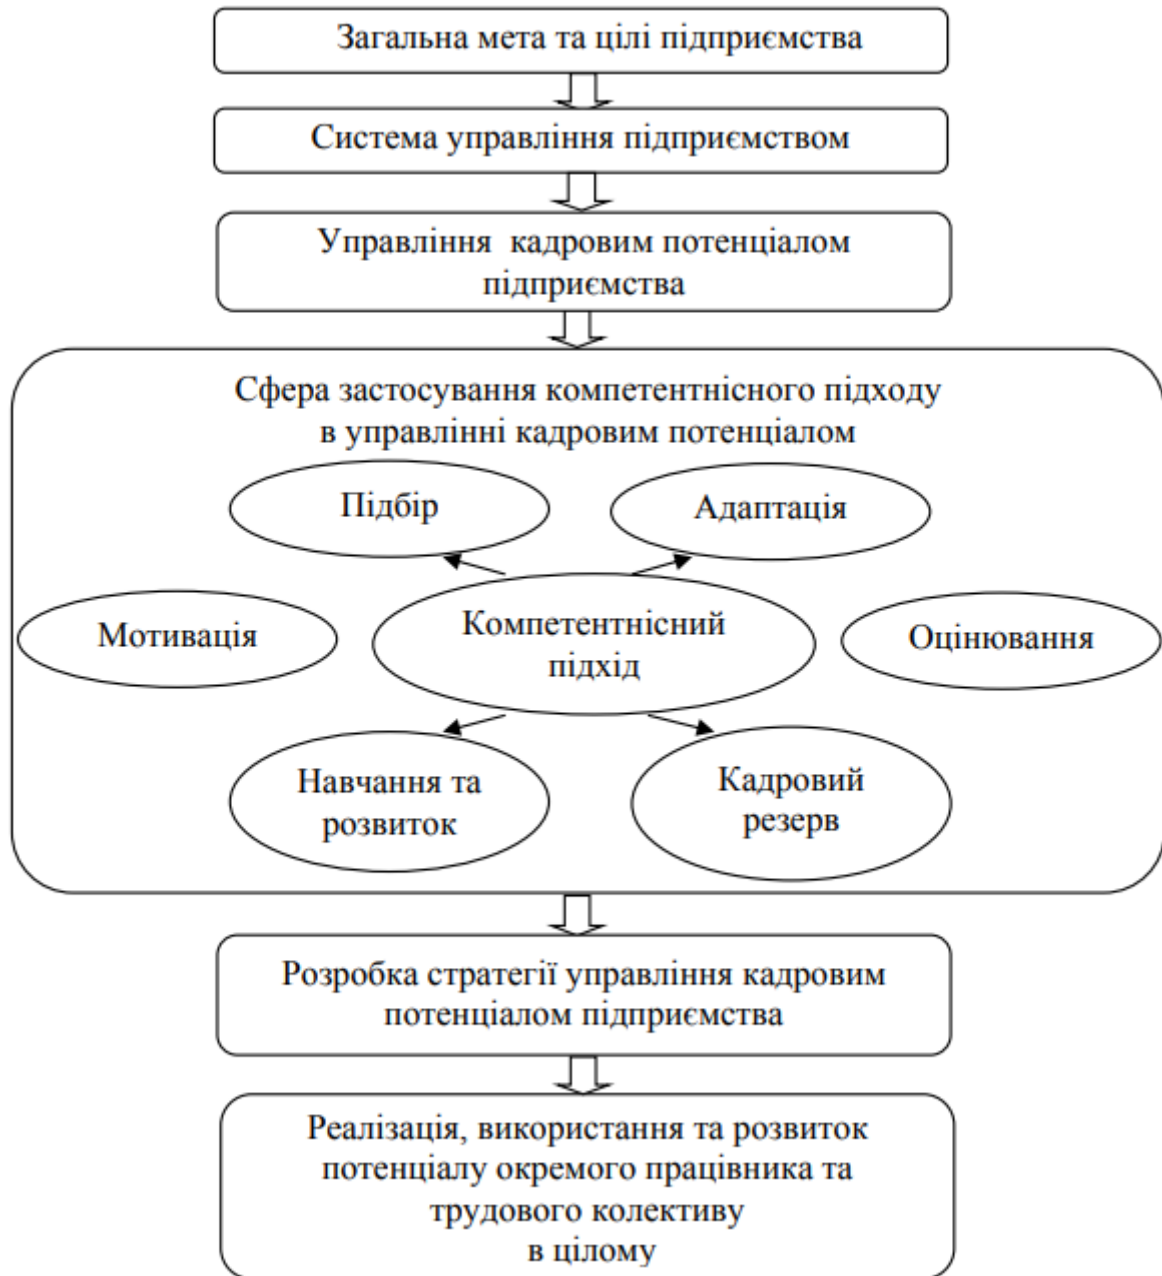 Загальна мета та цілі підприємства
Система управління підприємством
Управління кадровим потенціалом
підприємства
Сфера застосування компетентнісного підходу
в управлінні кадровим потенціалом
Підбір
Адаптація
Мотивація
Компетентнісний
підхід
Оцінювання
Навчання та
розвиток
Кадровий
резерв
Розробка стратегії управління кадровим
потенціалом підприємства
Реалізація, використання та розвиток
потенціалу окремого працівника та
трудового колективу
в цілому